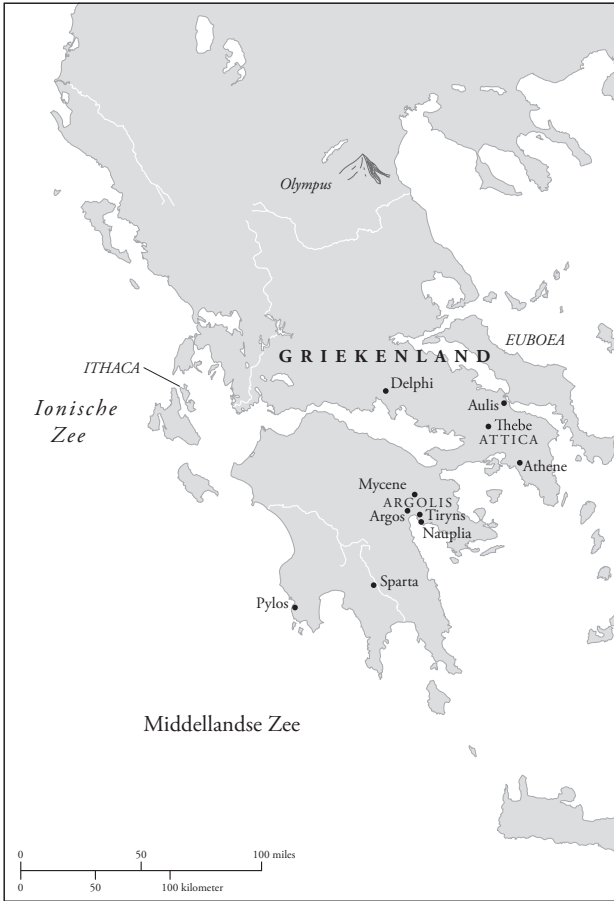 Olympus
EUBOEA
GRIEKENLAND
ITHACA
Delphi
Ionische
Zee
Aulis
Thebe
ATTICA
Athene
Mycene
ARGOLIS
Argos
Tiryns
Nauplia
Sparta
Pylos
Middellandse Zee
0 50 100 miles
0 50 100 kilometer